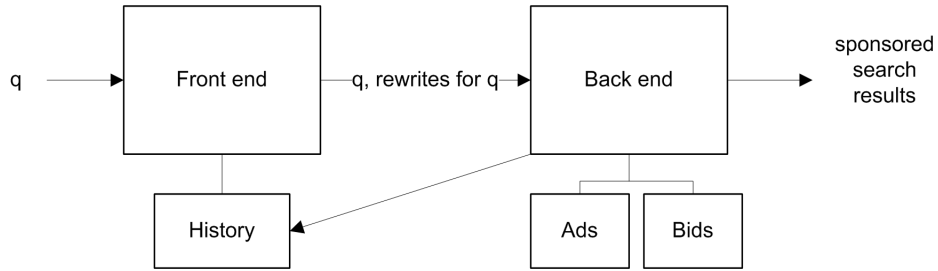 q
Front end
q, rewrites for q
Back end
sponsored
search
results
History
Ads
Bids